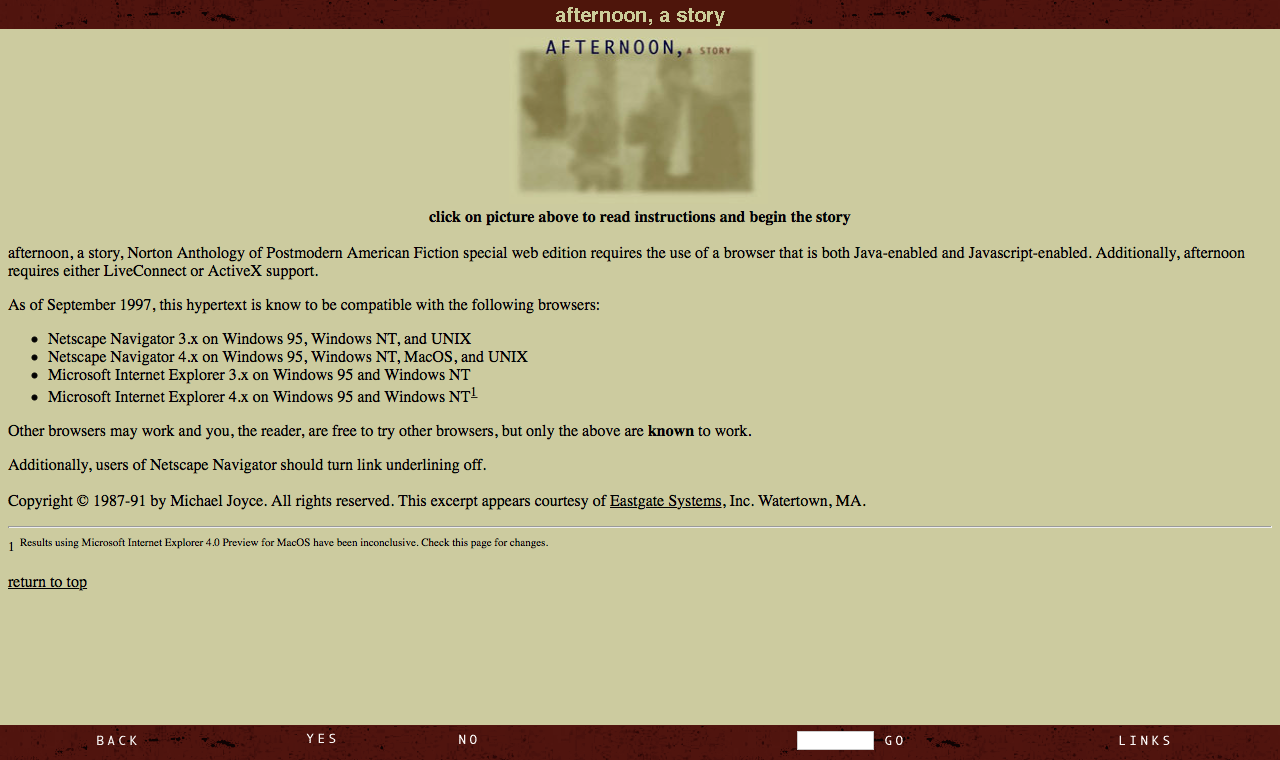 afternoon, a story
AFTERNOON, A STORY
click on picture above to read instructions and begin the story
afternoon, a story, Norton Anthology of Postmodern American Fiction special web edition requires the use of a browser that is both Java-enabled and Javascript-enabled. Additionally, afternoon
requires either LiveConnect or ActiveX support.
As of September 1997, this hypertext is know to be compatible with the following browsers:
• Netscape Navigator 3.x on Windows 95, Windows NT, and UNIX
• Netscape Navigator 4.x on Windows 95, Windows NT, MacOS, and UNIX
• Microsoft Internet Explorer 3.x on Windows 95 and Windows NT
• Microsoft Internet Explorer 4.x on Windows 95 and Windows NT1
Other browsers may work and you, the reader, are free to try other browsers, but only the above are known to work.
Additionally, users of Netscape Navigator should turn link underlining off.
Copyright © 1987-91 by Michael Joyce. All rights reserved. This excerpt appears courtesy of Eastgate Systems, Inc. Watertown, MA.
1 Results using Microsoft Internet Explorer 4.0 Preview for MacOS have been inconclusive. Check this page for changes.
return to top
BACK YES NO GO LINKS